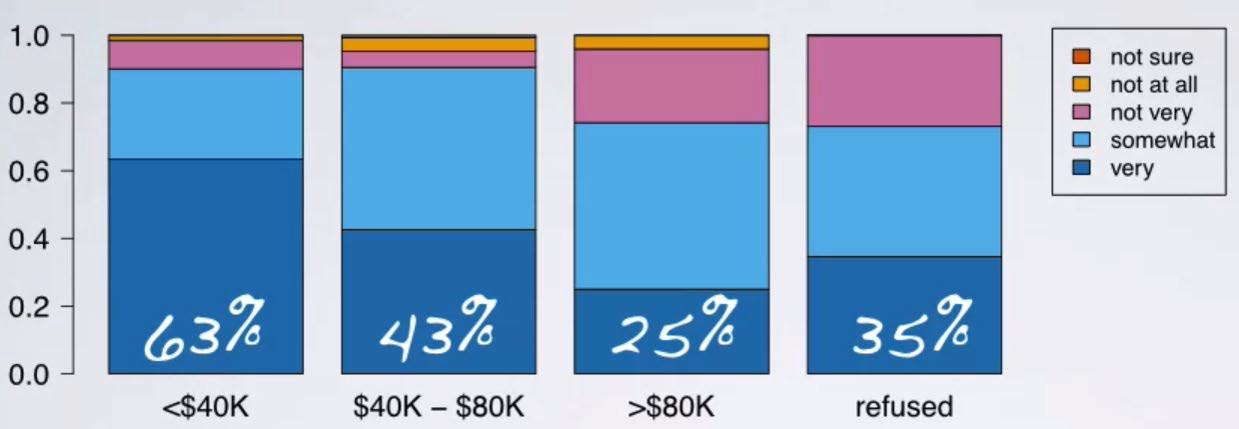 1.0
0.8
0.6
0.4
0.2
0.0
63%
43%
25%
35%
<$40K
$40K – $80K
>$80K
refused
not sure
not at all
not very
somewhat
very